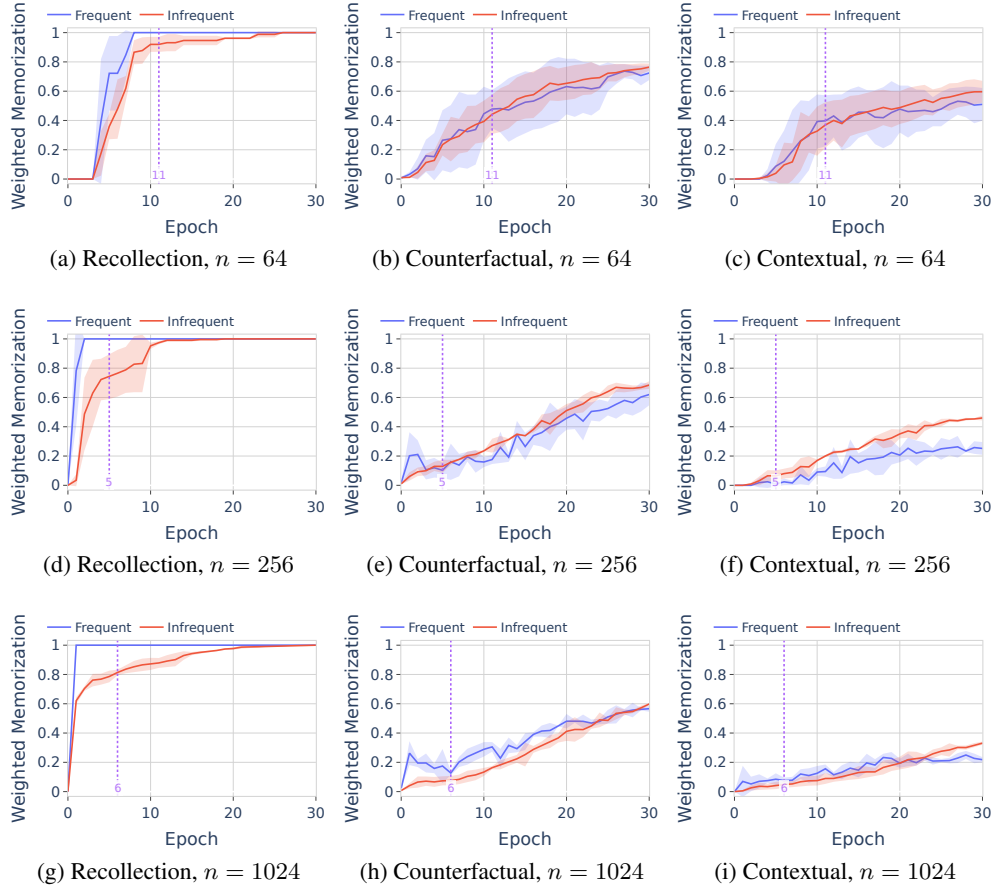 Frequent Infrequent Frequent Infrequent Frequent Infrequent
Weighted Memorization
1
0.8
0.6
0.4
0.2
0
11
0 10 20 30
Epoch
Weighted Memorization
1
0.8
0.6
0.4
0.2
0
11
0 10 20 30
Epoch
Weighted Memorization
1
0.8
0.6
0.4
0.2
0
11
0 10 20 30
Epoch
(a) Recollection, n = 64 (b) Counterfactual, n = 64 (c) Contextual, n = 64
Frequent Infrequent Frequent Infrequent Frequent Infrequent
Weighted Memorization
1
0.8
0.6
0.4
0.2
0
5
0 10 20 30
Epoch
Weighted Memorization
1
0.8
0.6
0.4
0.2
0
5
0 10 20 30
Epoch
Weighted Memorization
1
0.8
0.6
0.4
0.2
0
5
0 10 20 30
Epoch
(d) Recollection, n = 256 (e) Counterfactual, n = 256 (f) Contextual, n = 256
Frequent Infrequent Frequent Infrequent Frequent Infrequent
Weighted Memorization
1
0.8
0.6
0.4
0.2
0
6
0 10 20 30
Epoch
Weighted Memorization
1
0.8
0.6
0.4
0.2
0
6
0 10 20 30
Epoch
Weighted Memorization
1
0.8
0.6
0.4
0.2
0
6
0 10 20 30
Epoch
(g) Recollection, n = 1024 (h) Counterfactual, n = 1024 (i) Contextual, n = 1024